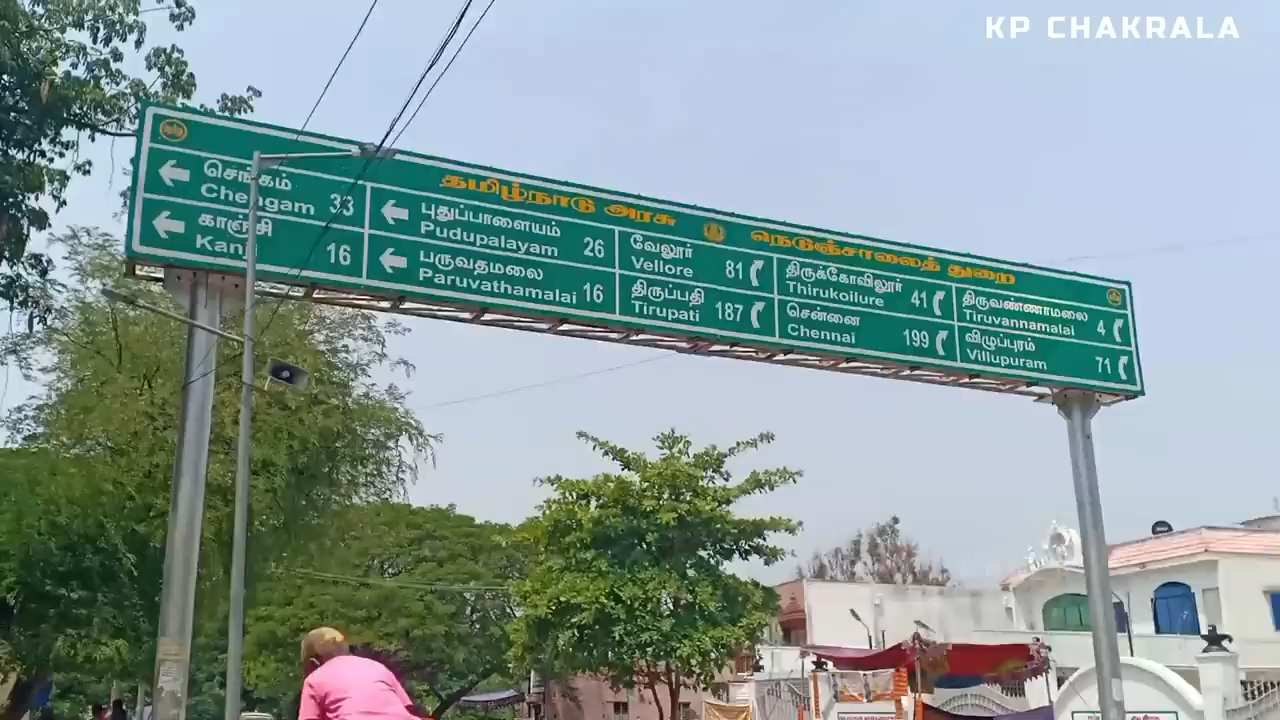 KP CHAKRALA
தமிழ்நாடு அரசு நெடுஞ்சாலைத் துறை
செங்கம்
Chengam 33
காஞ்சி
Kanji 16
புதுப்பாளையம்
Pudupalayam 26
பருவதமலை
Paruvathamalai 16
வேலூர்
Vellore 81
திருப்பதி
Tirupati 187
திருக்கோவிலூர்
Thirukoilure 41
சென்னை
Chennai 199
திருவண்ணாமலை
Tiruvannamalai 4
விழுப்புரம்
Villupuram 71